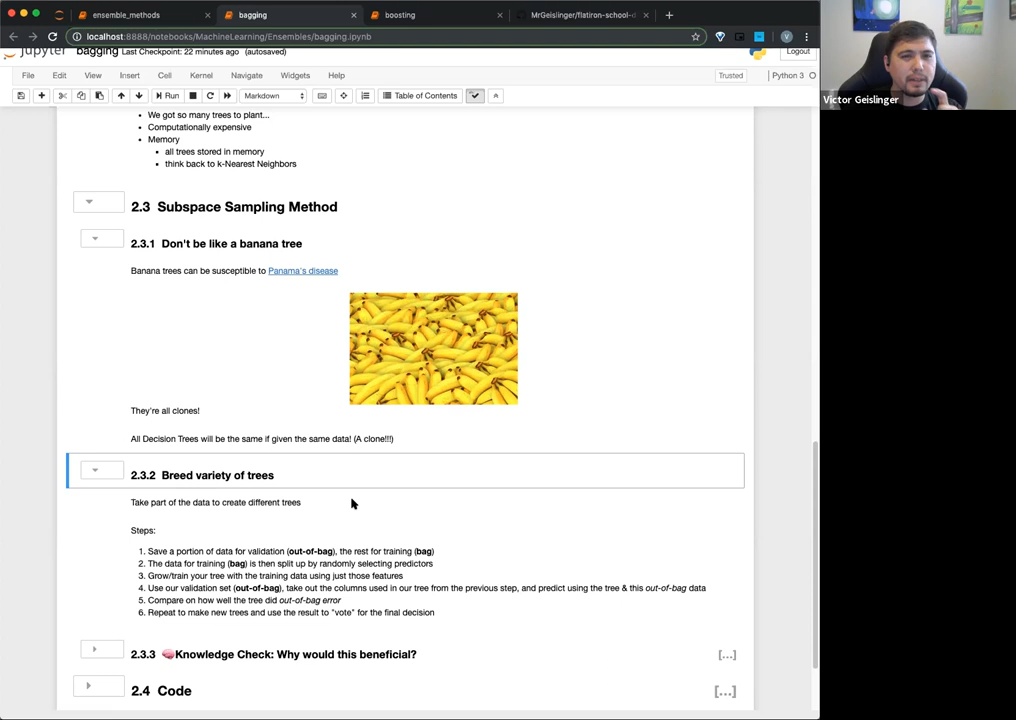 ensemble_methods
bagging
boosting
MrGeislinger/flatiron-school-d
localhost:8888/notebooks/MachineLearning/Ensembles/bagging.ipynb
jupyter bagging Last Checkpoint: 22 minutes ago (autosaved)
Logout
File Edit View Insert Cell Kernel Navigate Widgets Help
Trusted
Python 3
Run
Markdown
Table of Contents
Victor Geislinger
• We got so many trees to plant...
• Computationally expensive
• Memory
• all trees stored in memory
• think back to k-Nearest Neighbors
2.3 Subspace Sampling Method
2.3.1 Don't be like a banana tree
Banana trees can be susceptible to Panama's disease
They're all clones!
All Decision Trees will be the same if given the same data! (A clone!!!)
2.3.2 Breed variety of trees
Take part of the data to create different trees
Steps:
1. Save a portion of data for validation (out-of-bag), the rest for training (bag)
2. The data for training (bag) is then split up by randomly selecting predictors
3. Grow/train your tree with the training data using just those features
4. Use our validation set (out-of-bag), take out the columns used in our tree from the previous step, and predict using the tree & this out-of-bag data
5. Compare on how well the tree did out-of-bag error
6. Repeat to make new trees and use the result to "vote" for the final decision
2.3.3 🧠Knowledge Check: Why would this beneficial?
[...]
2.4 Code
[...]